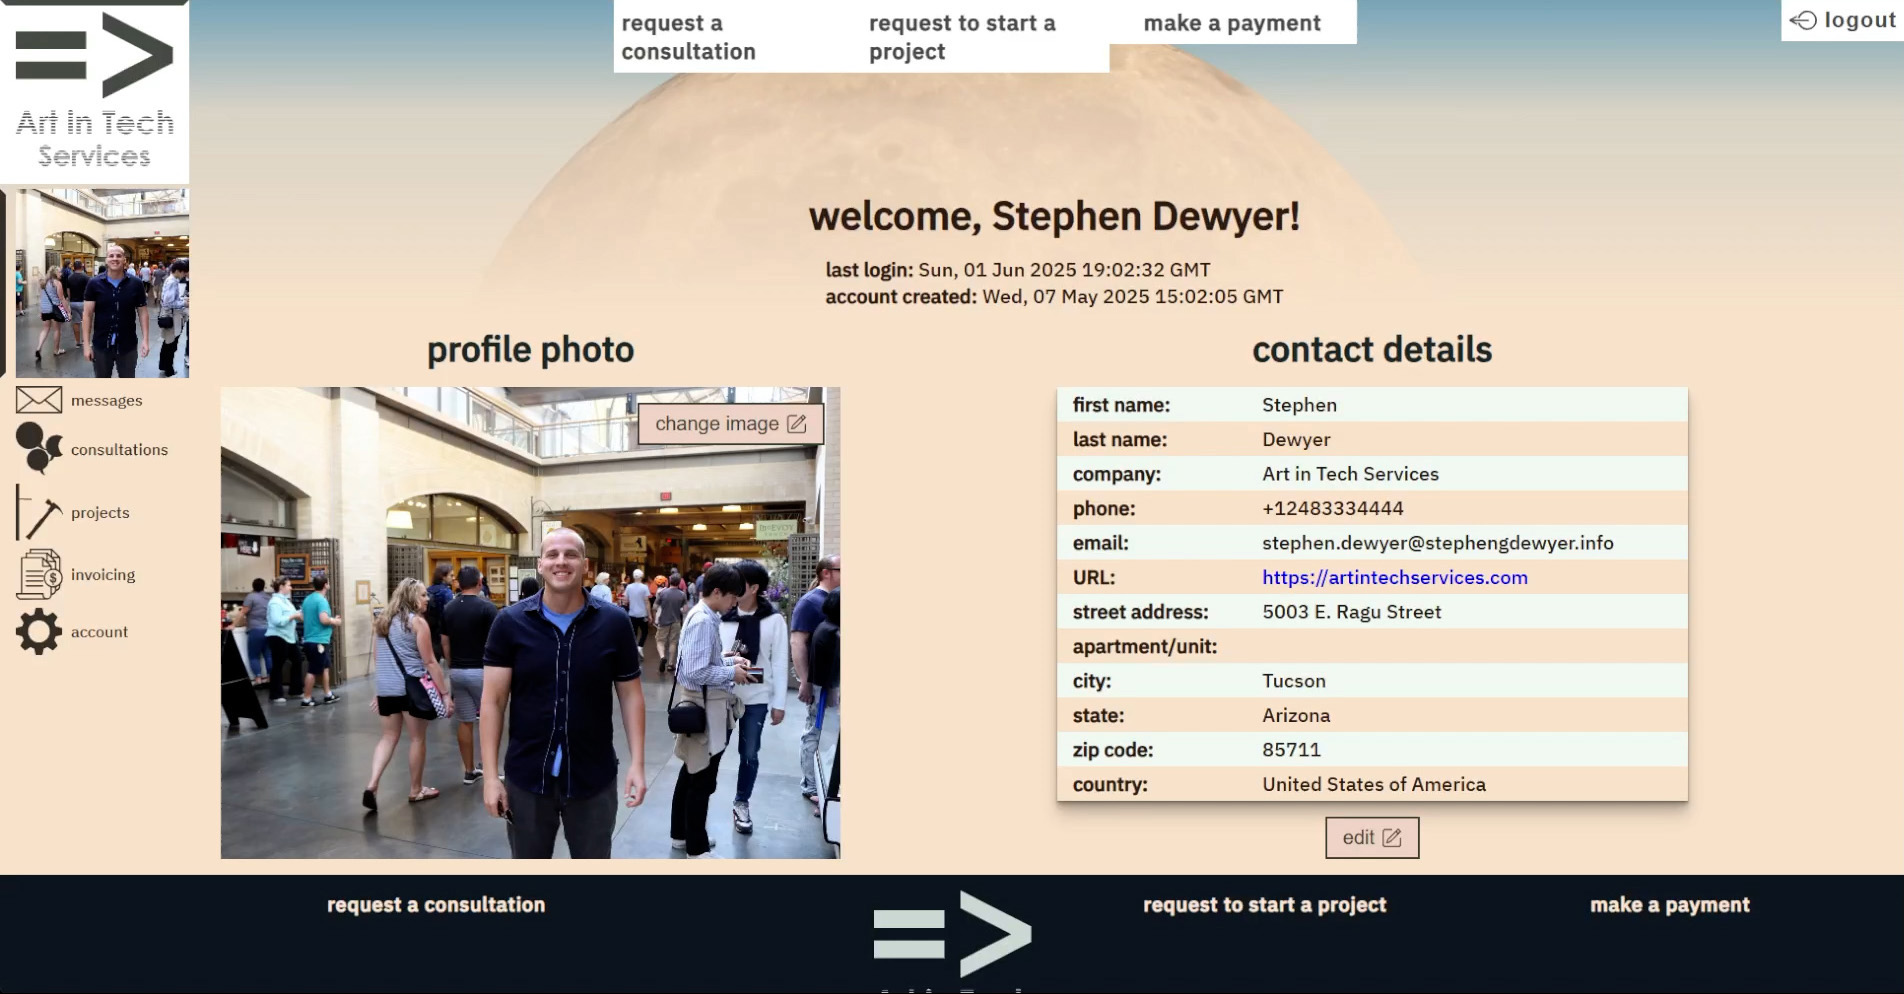 =>
Art in Tech
Services
request a
consultation
request to start a
project
make a payment
logout
welcome, Stephen Dewyer!
last login: Sun, 01 Jun 2025 19:02:32 GMT
account created: Wed, 07 May 2025 15:02:05 GMT
messages
consultations
projects
invoicing
account
profile photo
change image
contact details
first name: Stephen
last name: Dewyer
company: Art in Tech Services
phone: +12483334444
email: stephen.dewyer@stephengdewyer.info
URL: https://artintechservices.com
street address: 5003 E. Ragu Street
apartment/unit:
city: Tucson
state: Arizona
zip code: 85711
country: United States of America
edit
request a consultation
=>
request to start a project
make a payment